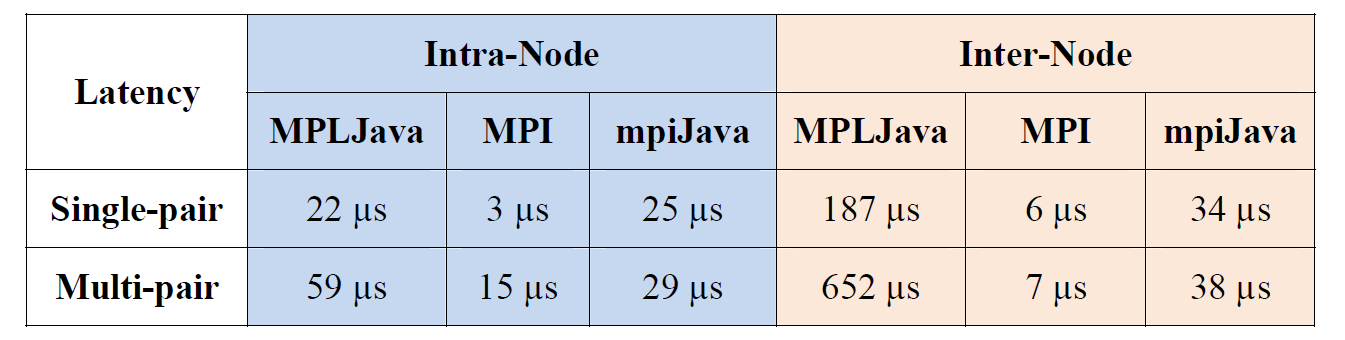 Latency Intra-Node Inter-Node
MPLJava MPI mpiJava MPLJava MPI mpiJava
Single-pair 22 μs 3 μs 25 μs 187 μs 6 μs 34 μs
Multi-pair 59 μs 15 μs 29 μs 652 μs 7 μs 38 μs